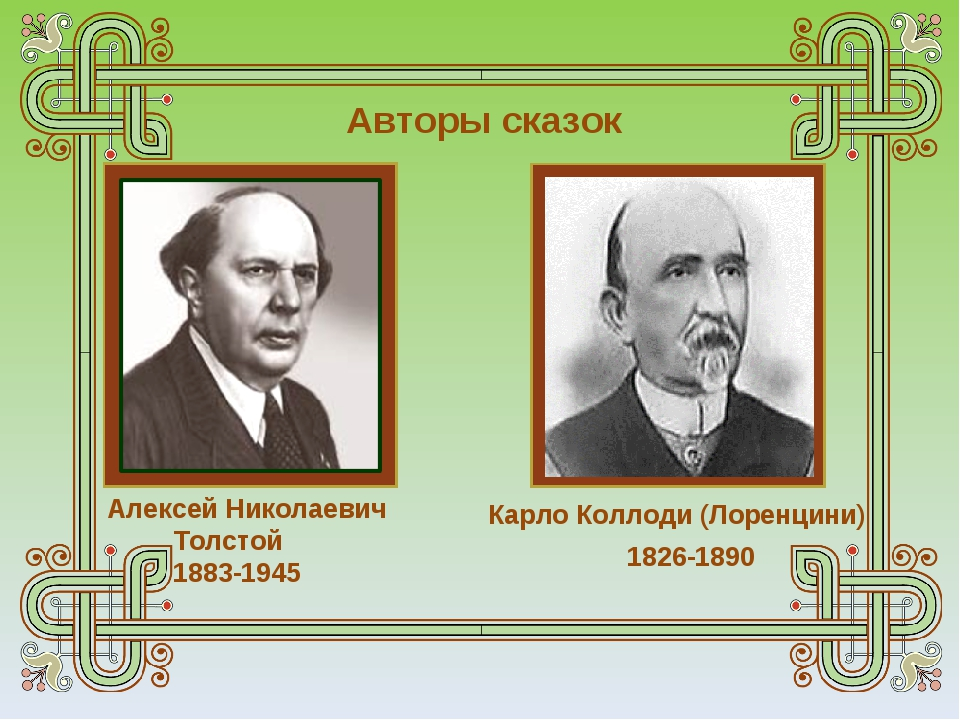 Авторы сказок
Алексей Николаевич
Толстой
1883-1945
Карло Коллоди (Лоренцини)
1826-1890